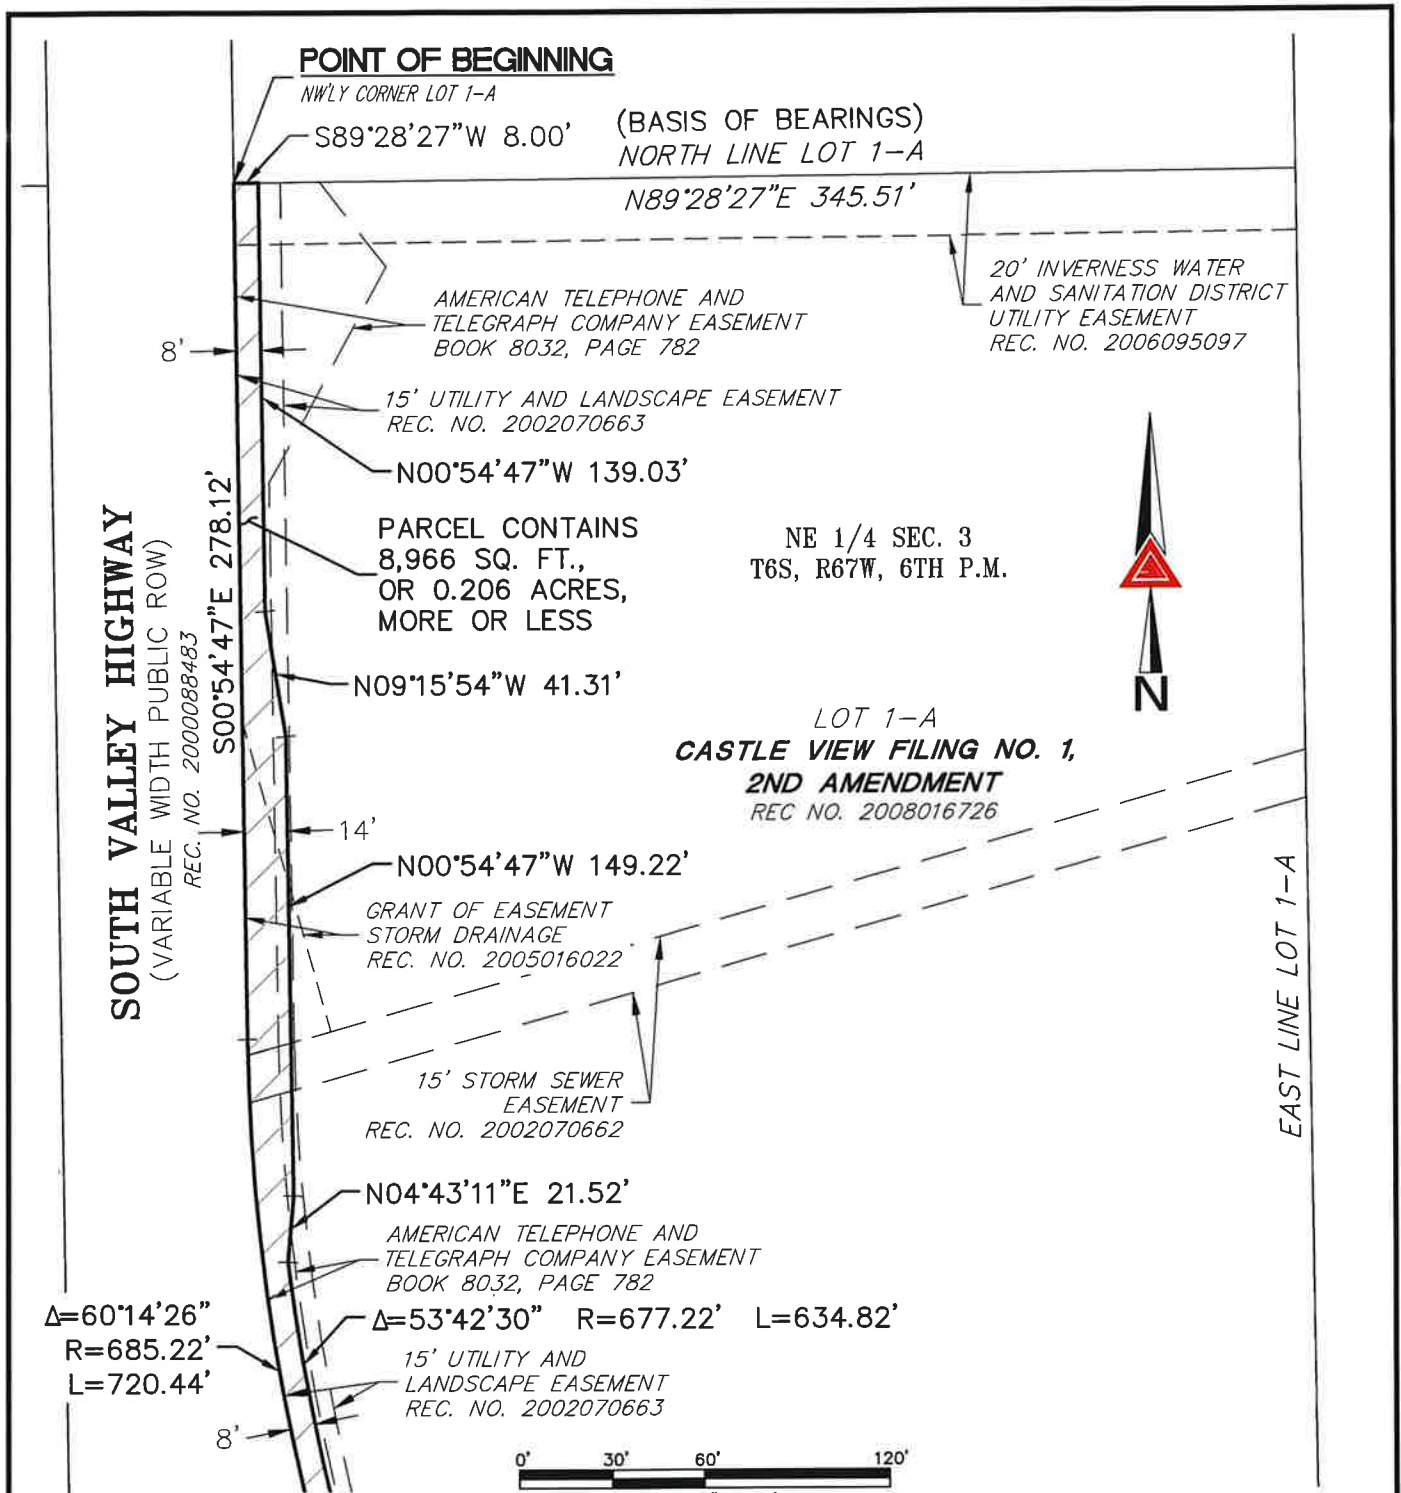 POINT OF BEGINNING
NW'LY CORNER LOT 1-A
S89°28'27"W 8.00'
(BASIS OF BEARINGS)
NORTH LINE LOT 1-A
N89°28'27"E 345.51'
20' INVERNESS WATER
AND SANITATION DISTRICT
UTILITY EASEMENT
REC. NO. 2006095097
AMERICAN TELEPHONE AND
TELEGRAPH COMPANY EASEMENT
BOOK 8032, PAGE 782
8'
15' UTILITY AND LANDSCAPE EASEMENT
REC. NO. 2002070663
N00°54'47"W 139.03'
PARCEL CONTAINS
8,966 SQ. FT.,
OR 0.206 ACRES,
MORE OR LESS
NE 1/4 SEC. 3
T6S, R67W, 6TH P.M.
N
SOUTH VALLEY HIGHWAY
(VARIABLE WIDTH PUBLIC ROW)
REC. NO. 200088483
S00°54'47"E 278.12'
N09°15'54"W 41.31'
LOT 1-A
CASTLE VIEW FILING NO. 1,
2ND AMENDMENT
REC NO. 2008016726
14'
N00°54'47"W 149.22'
GRANT OF EASEMENT
STORM DRAINAGE
REC. NO. 2005016022
EAST LINE LOT 1-A
15' STORM SEWER
EASEMENT
REC. NO. 2002070662
N04°43'11"E 21.52'
AMERICAN TELEPHONE AND
TELEGRAPH COMPANY EASEMENT
BOOK 8032, PAGE 782
Δ=60°14'26"
R=685.22'
L=720.44'
Δ=53°42'30" R=677.22' L=634.82'
15' UTILITY AND
LANDSCAPE EASEMENT
REC. NO. 2002070663
8'
0' 30' 60' 120'